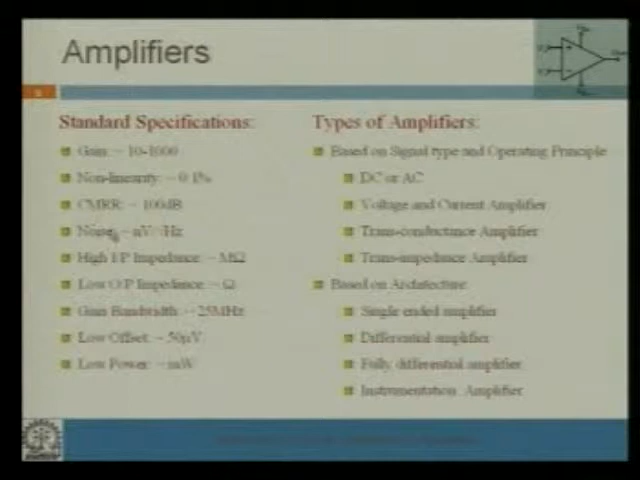 Amplifiers
Standard Specifications:
Gain: ~ 10-1000
Non-linearity: ~ 0.1%
CMRR: ~ 100dB
Noise: ~ nV/√Hz
High I/P Impedance: ~ MΩ
Low O/P Impedance: ~ Ω
Gain Bandwidth: ~ 25MHz
Low Offset: ~ 50μV
Low Power: ~ mW
Types of Amplifiers:
Based on Signal type and Operating Principle
DC or AC
Voltage and Current Amplifier
Trans-conductance Amplifier
Trans-impedance Amplifier
Based on Architecture
Single ended amplifier
Differential amplifier
Fully differential amplifier
Instrumentation Amplifier